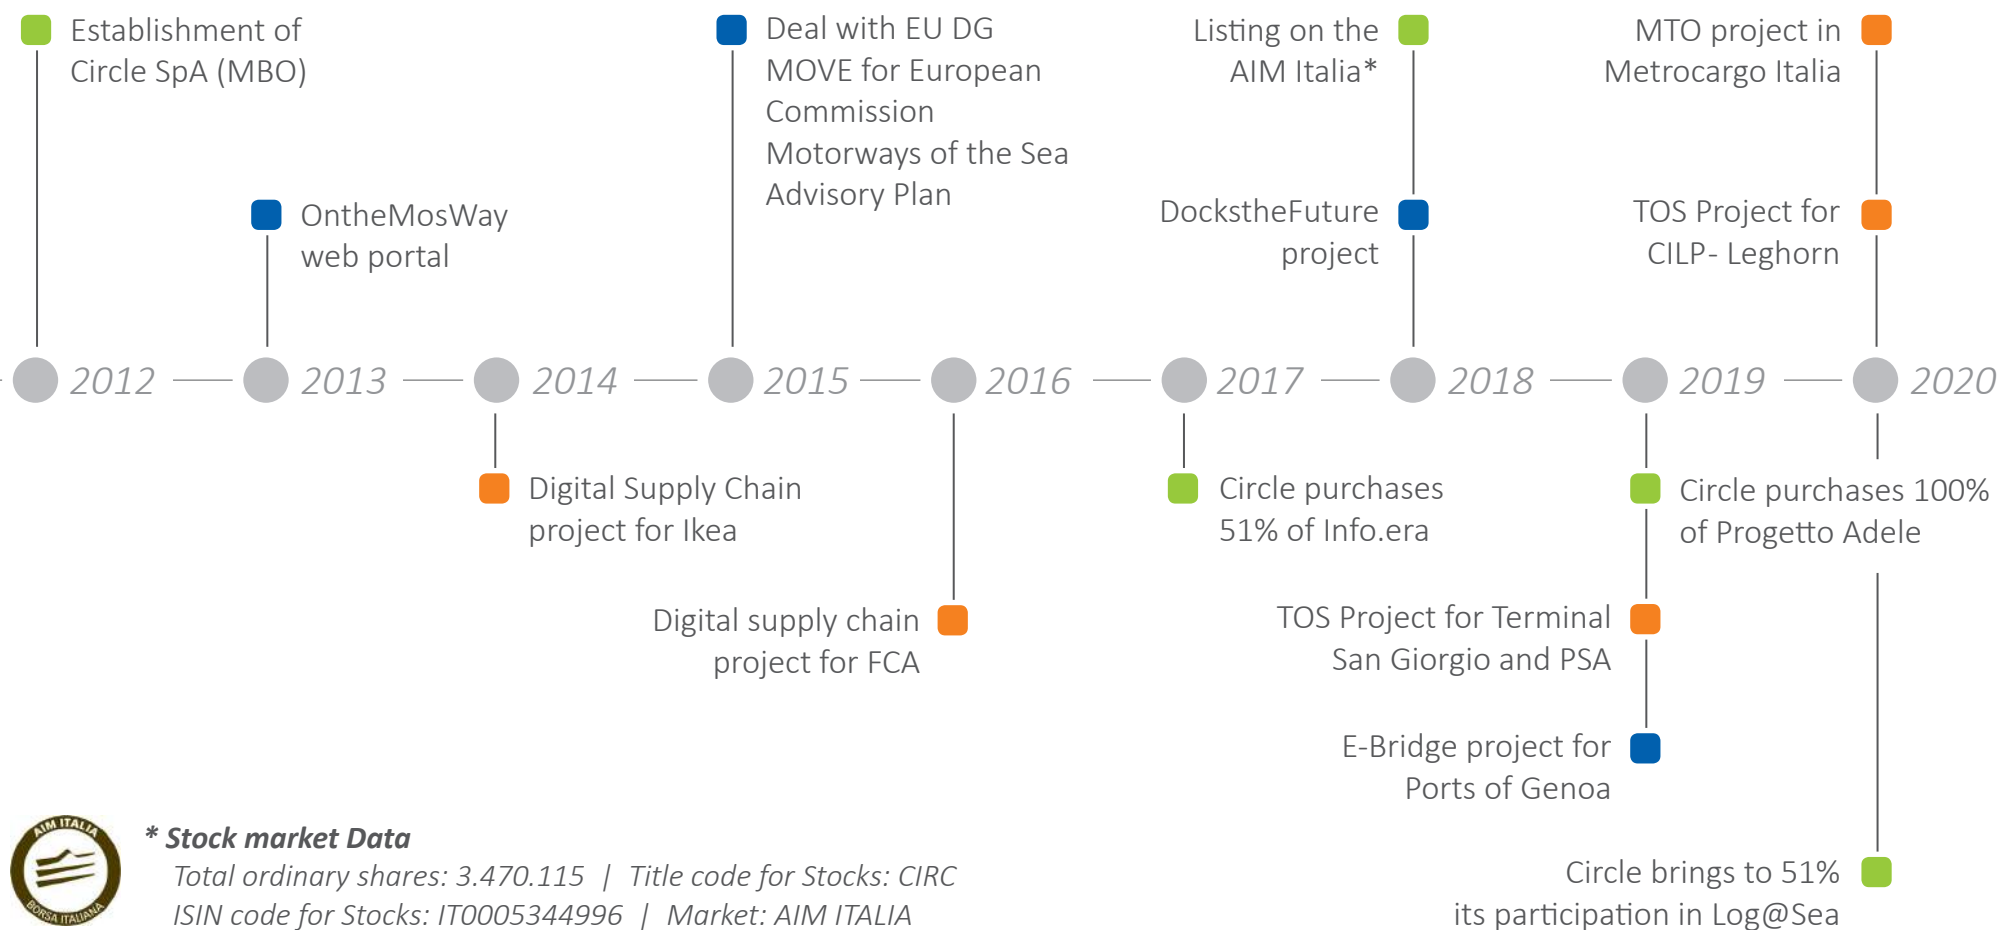 Establishment of
Circle SpA (MBO)
OntheMosWay
web portal
Deal with EU DG
MOVE for European
Commission
Motorways of the Sea
Advisory Plan
Listing on the
AIM Italia*
DockstheFuture
project
MTO project in
Metrocargo Italia
TOS Project for
CILP- Leghorn
2012
2013
2014
2015
2016
2017
2018
2019
2020
Digital Supply Chain
project for Ikea
Digital supply chain
project for FCA
Circle purchases
51% of Info.era
Circle purchases 100%
of Progetto Adele
TOS Project for Terminal
San Giorgio and PSA
E-Bridge project for
Ports of Genoa
Circle brings to 51%
its participation in Log@Sea
AIM ITALIA
BORSA ITALIANA
* Stock market Data
Total ordinary shares: 3.470.115 | Title code for Stocks: CIRC
ISIN code for Stocks: IT0005344996 | Market: AIM ITALIA